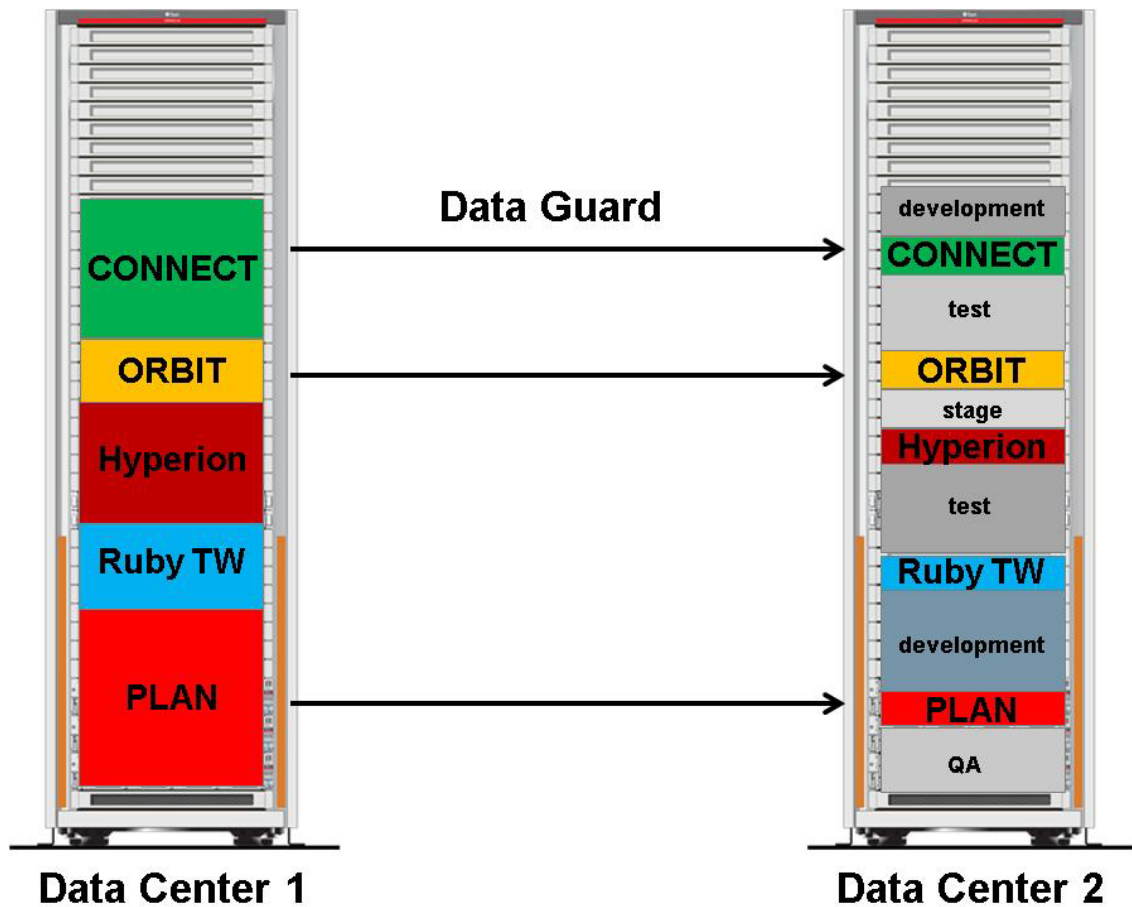 Data Guard
CONNECT
ORBIT
Hyperion
Ruby TW
PLAN
Data Center 1
development
CONNECT
test
ORBIT
stage
Hyperion
test
Ruby TW
development
PLAN
QA
Data Center 2